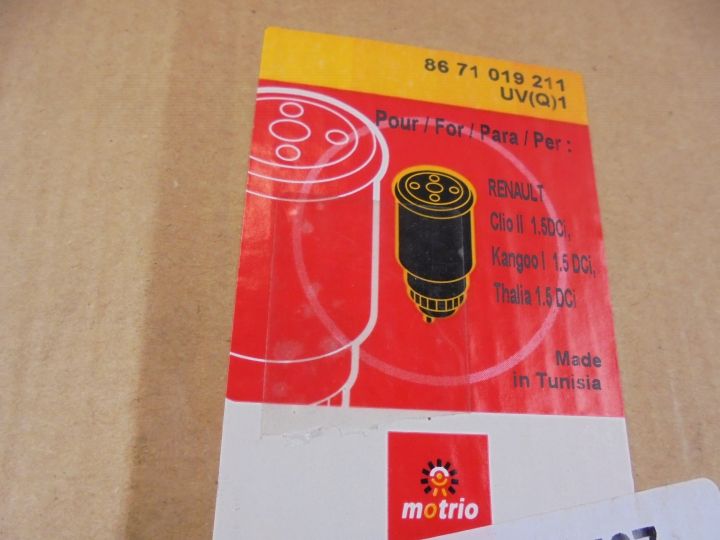 86 71 019 211
UV(Q)1
Pour / For / Para / Per :
RENAULT
Clio II 1.5DCi,
Kangoo I 1.5 DCi,
Thalia 1.5 DCi
Made
in Tunisia
motrio